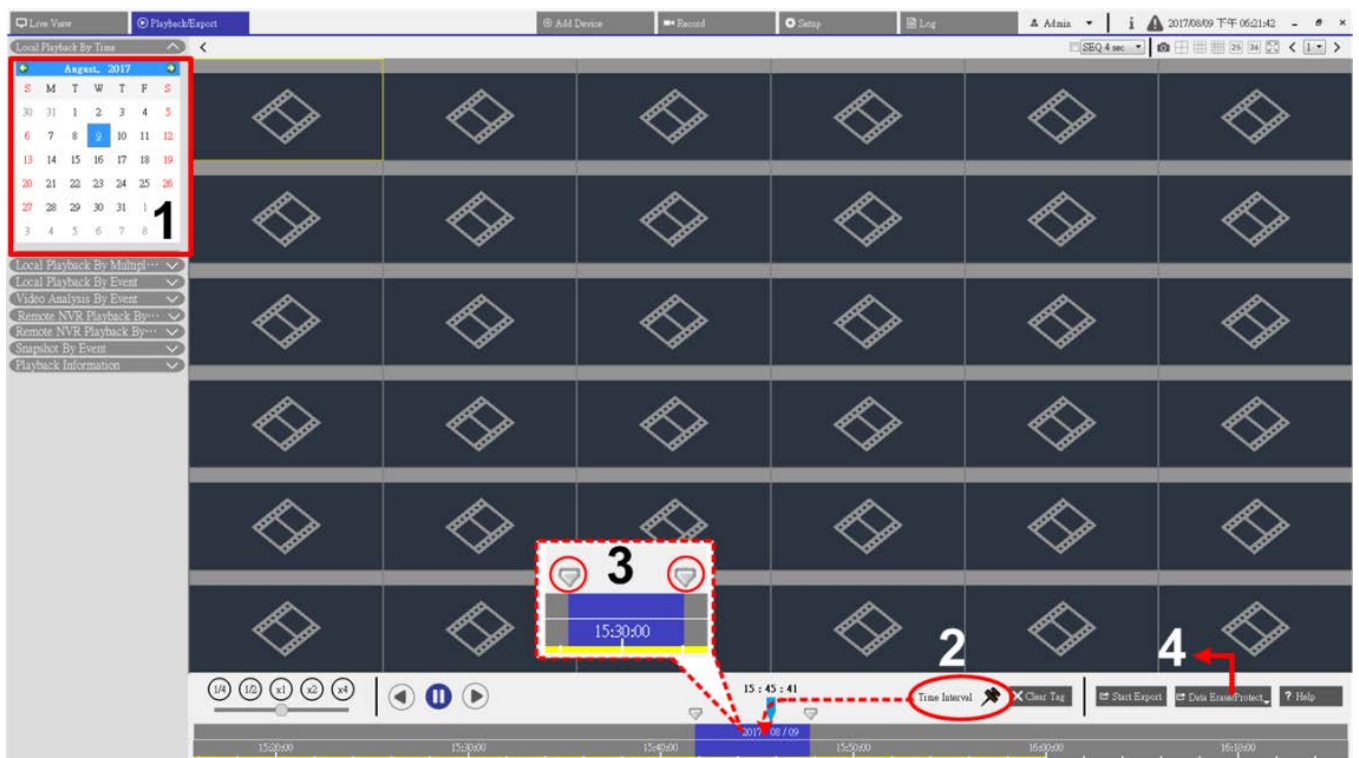 Live View
Playback/Export
Add Device
Record
Setup
Log
Admin
i
2017/08/09 下午 06:21:42
Local Playback By Time
SEQ 4 sec.
25
36
1
August, 2017
S M T W T F S
30 31 1 2 3 4 5
6 7 8 9 10 11 12
13 14 15 16 17 18 19
20 21 22 23 24 25 26
27 28 29 30 31 1
3 4 5 6 7 8
1
Local Playback By Multipl···
Local Playback By Event
Video Analysis By Event
Remote NVR Playback By···
Remote NVR Playback By···
Snapshot By Event
Playback Information
3
15:30:00
2
4
1/4 1/2 x1 x2 x4
15 : 45 : 41
Time Interval
Clear Tag
Start Export
Data Erase/Protect
? Help
2017 / 08 / 09
15:20:00 15:30:00 15:40:00 15:50:00 16:00:00 16:10:00